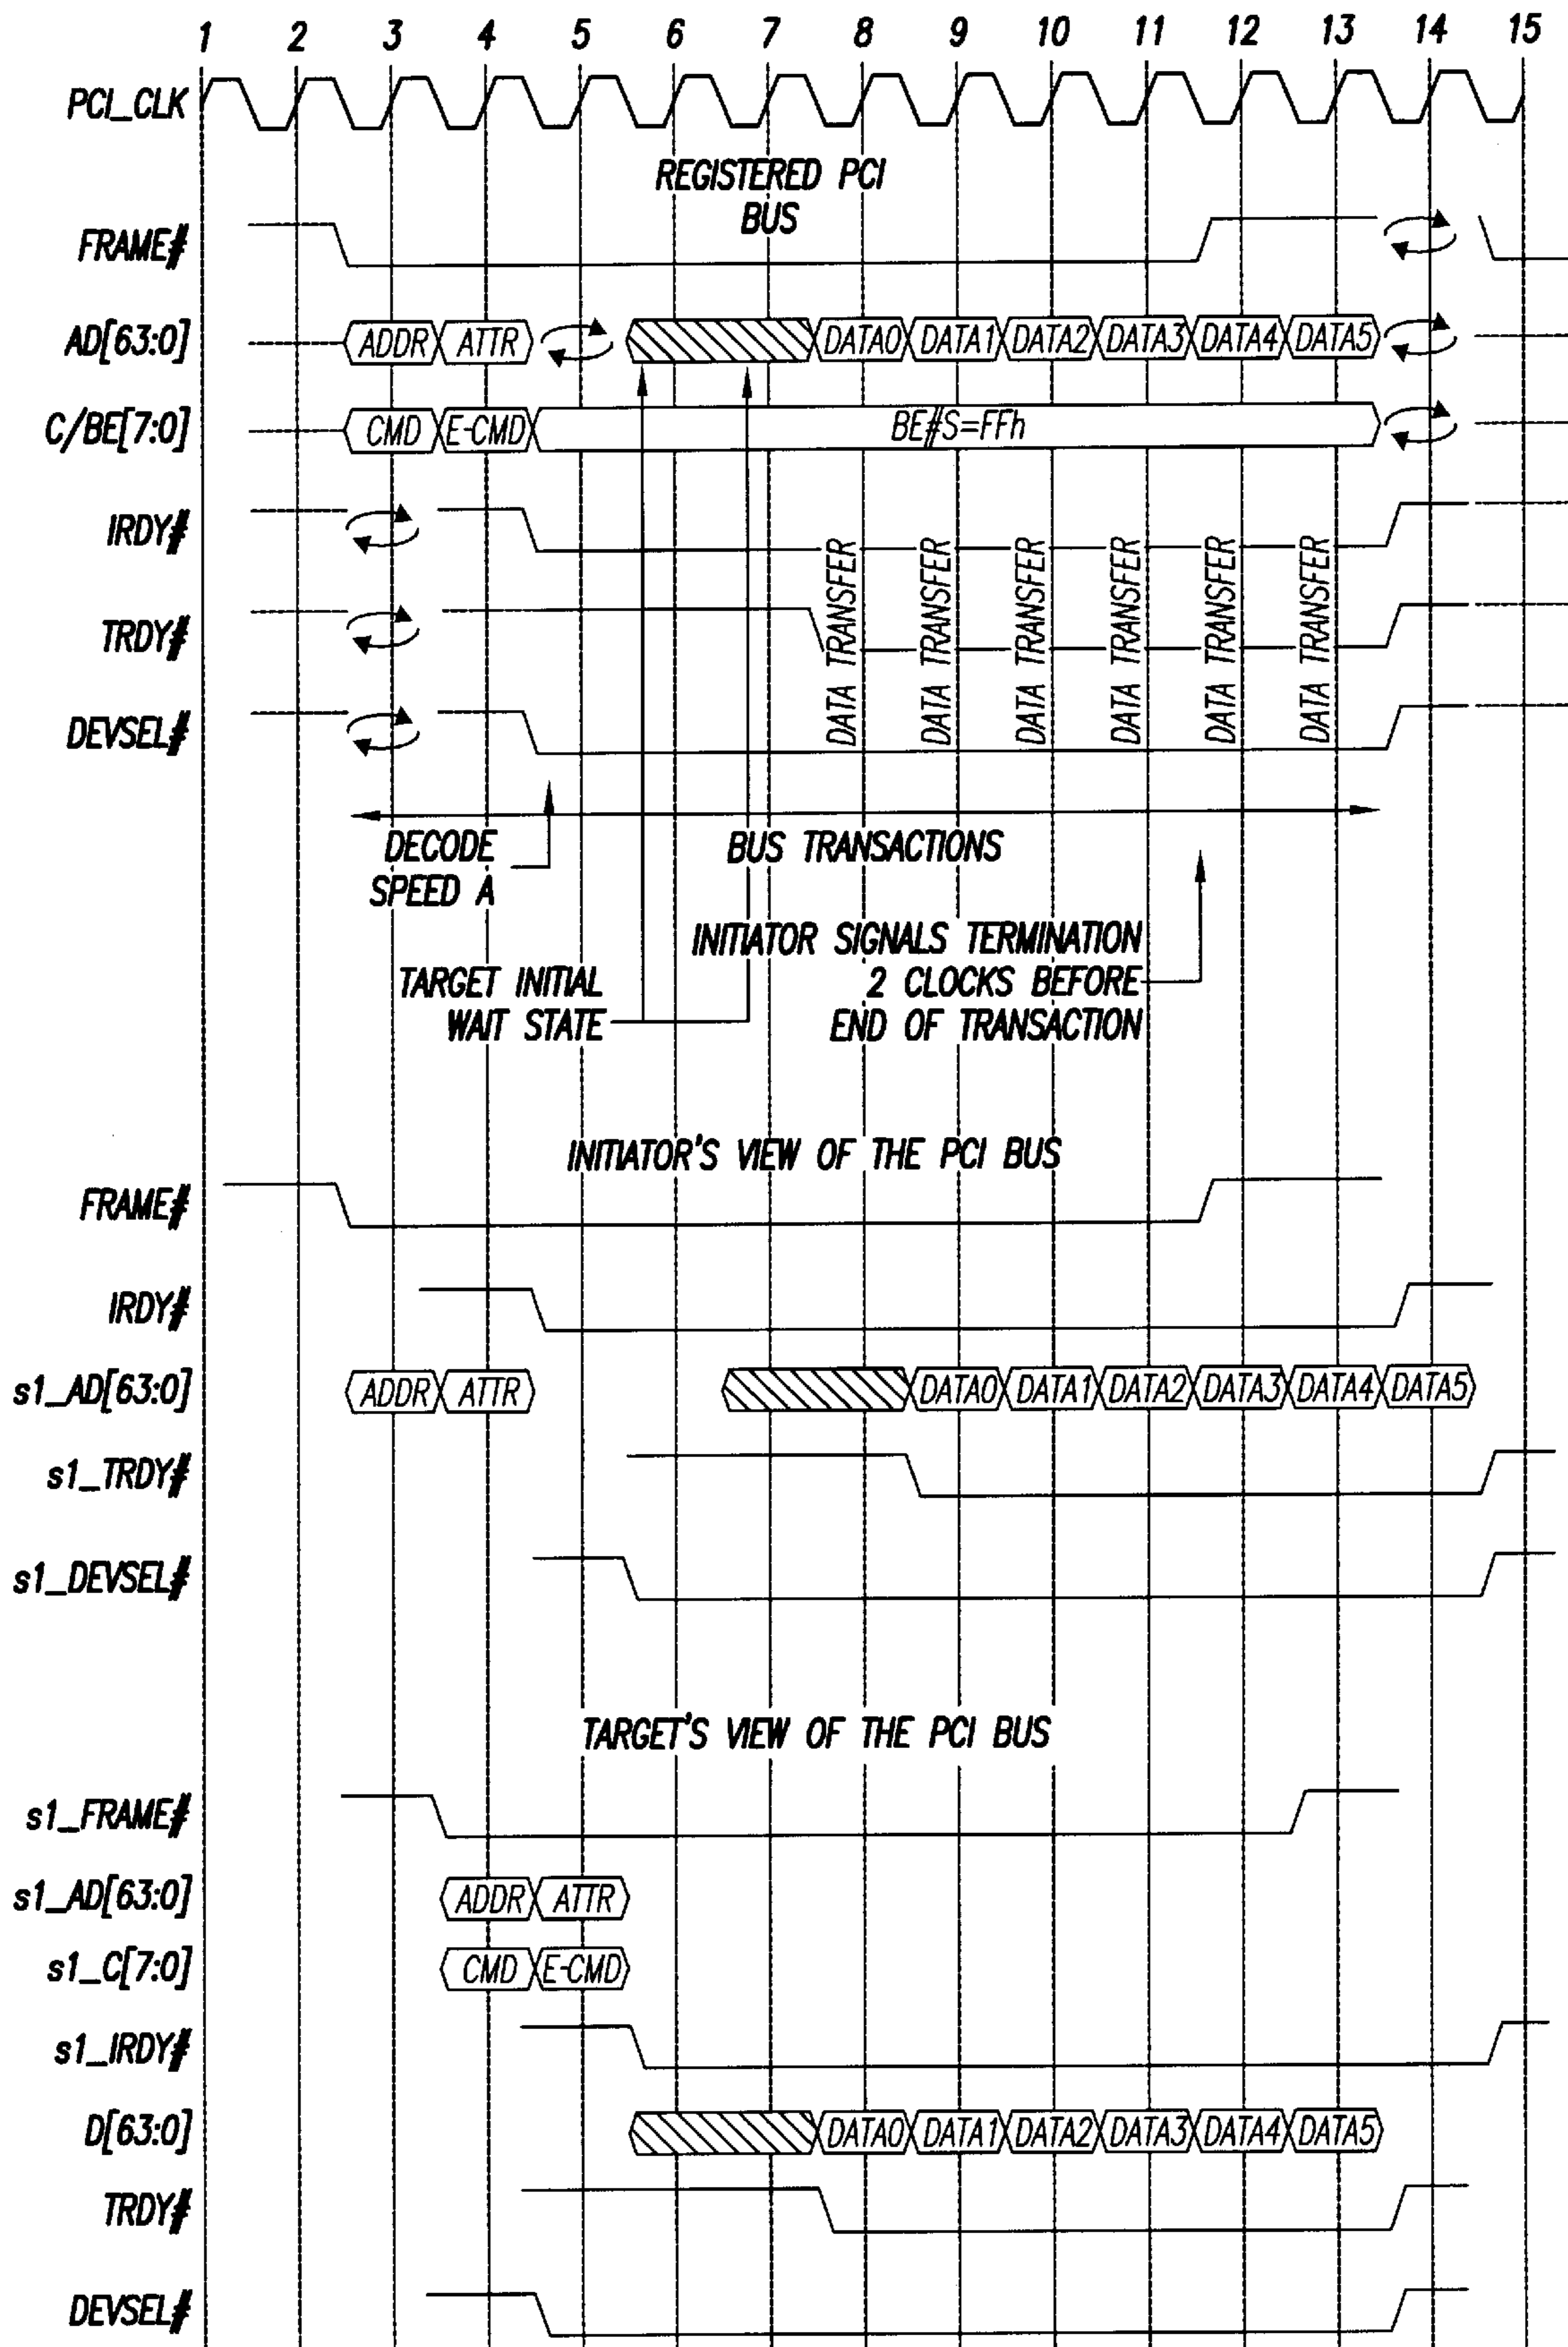 1 2 3 4 5 6 7 8 9 10 11 12 13 14 15
PCI_CLK
REGISTERED PCI
BUS
FRAME#
AD[63:0] ADDR ATTR DATA0 DATA1 DATA2 DATA3 DATA4 DATA5
C/BE[7:0] CMD E-CMD BE#S=FFh
IRDY#
TRDY#
DEVSEL#
DATA TRANSFER
DATA TRANSFER
DATA TRANSFER
DATA TRANSFER
DATA TRANSFER
DATA TRANSFER
DECODE
SPEED A
BUS TRANSACTIONS
INITIATOR SIGNALS TERMINATION
2 CLOCKS BEFORE
END OF TRANSACTION
TARGET INITIAL
WAIT STATE
INITIATOR'S VIEW OF THE PCI BUS
FRAME#
IRDY#
s1_AD[63:0] ADDR ATTR DATA0 DATA1 DATA2 DATA3 DATA4 DATA5
s1_TRDY#
s1_DEVSEL#
TARGET'S VIEW OF THE PCI BUS
s1_FRAME#
s1_AD[63:0] ADDR ATTR
s1_C[7:0] CMD E-CMD
s1_IRDY#
D[63:0] DATA0 DATA1 DATA2 DATA3 DATA4 DATA5
TRDY#
DEVSEL#